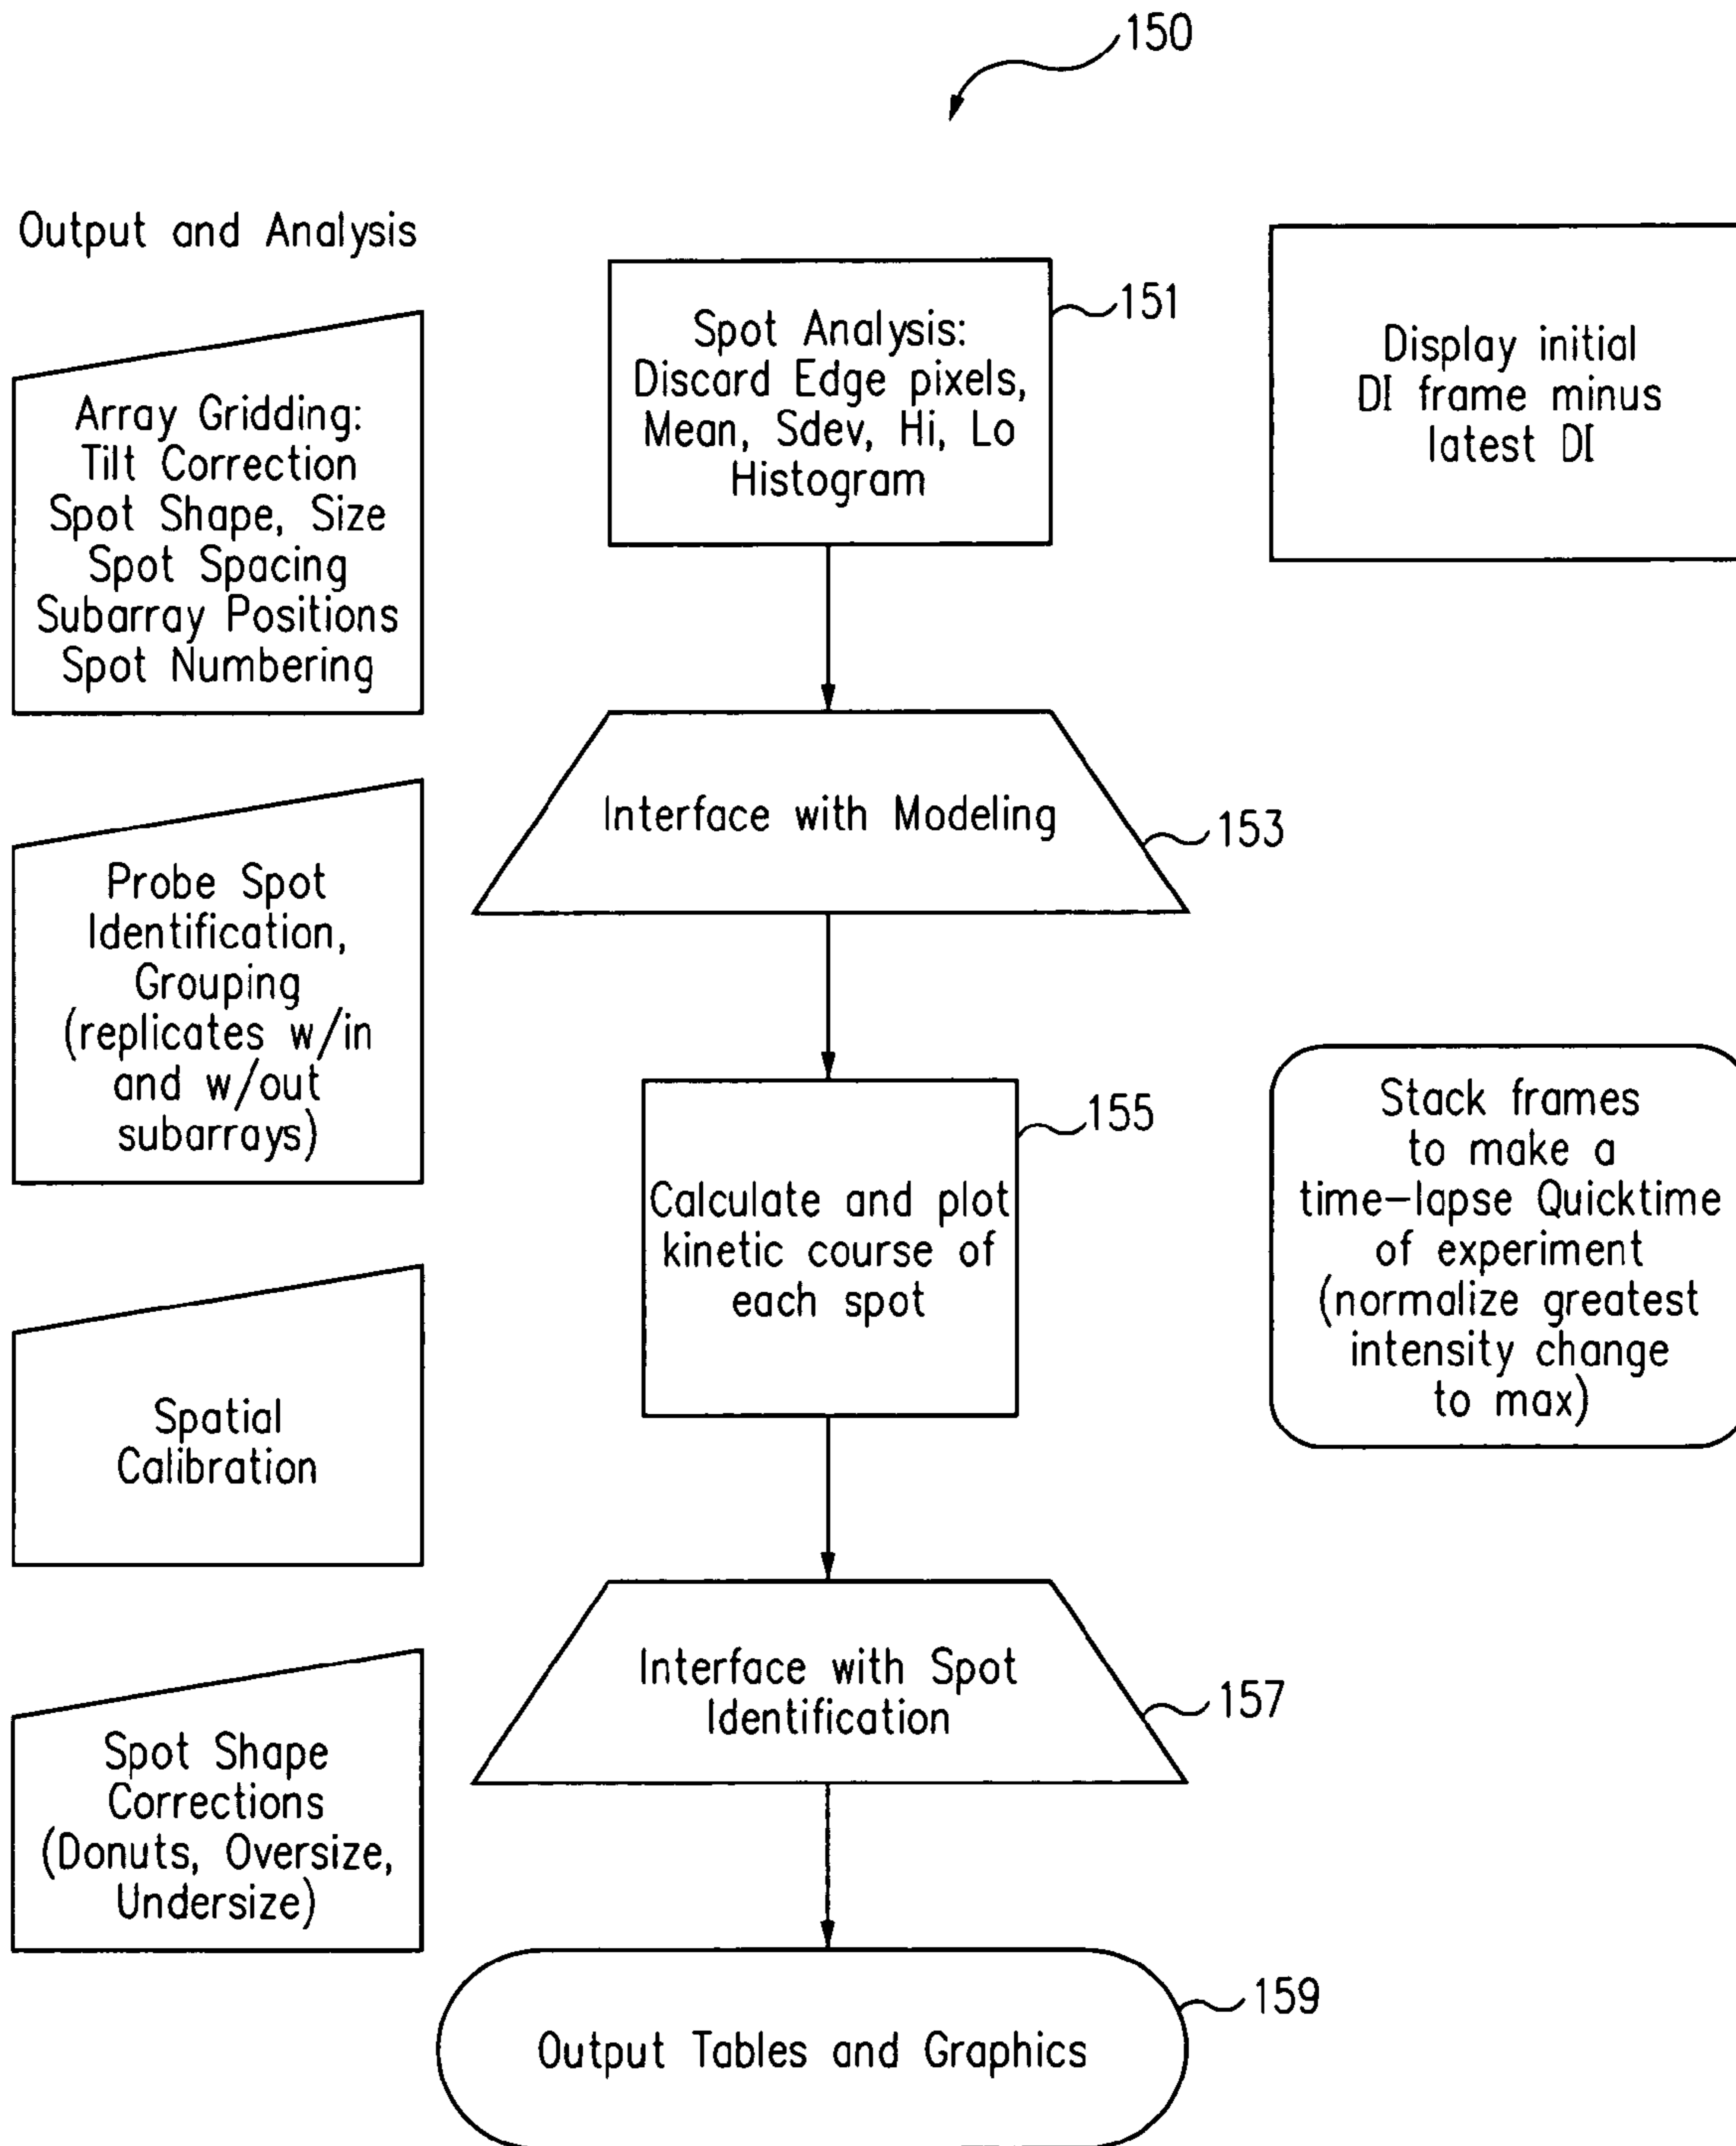 150
Output and Analysis
Array Gridding:
Tilt Correction
Spot Shape, Size
Spot Spacing
Subarray Positions
Spot Numbering
Probe Spot
Identification,
Grouping
(replicates w/in
and w/out
subarrays)
Spatial
Calibration
Spot Shape
Corrections
(Donuts, Oversize,
Undersize)
Spot Analysis:
Discard Edge pixels,
Mean, Sdev, Hi, Lo
Histogram
151
Interface with Modeling
153
Calculate and plot
kinetic course of
each spot
155
Interface with Spot
Identification
157
Output Tables and Graphics
159
Display initial
DI frame minus
latest DI
Stack frames
to make a
time-lapse Quicktime
of experiment
(normalize greatest
intensity change
to max)